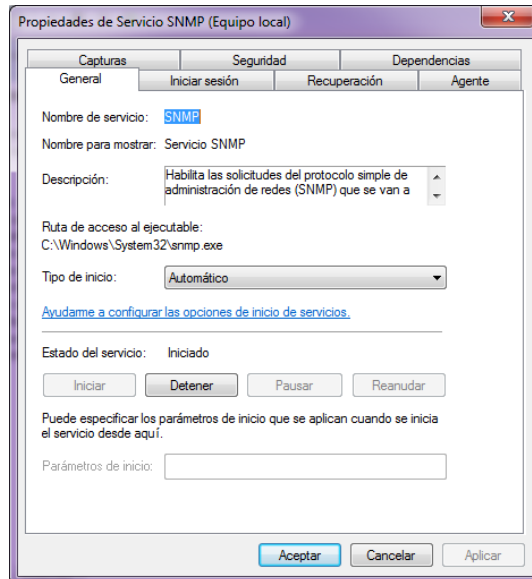 Propiedades de Servicio SNMP (Equipo local)
Capturas Seguridad Dependencias
General Iniciar sesión Recuperación Agente
Nombre de servicio: SNMP
Nombre para mostrar: Servicio SNMP
Descripción: Habilita las solicitudes del protocolo simple de
administración de redes (SNMP) que se van a
Ruta de acceso al ejecutable:
C:\Windows\System32\snmp.exe
Tipo de inicio: Automático
Ayudarme a configurar las opciones de inicio de servicios.
Estado del servicio: Iniciado
Iniciar Detener Pausar Reanudar
Puede especificar los parámetros de inicio que se aplican cuando se inicia
el servicio desde aquí.
Parámetros de inicio:
Aceptar Cancelar Aplicar